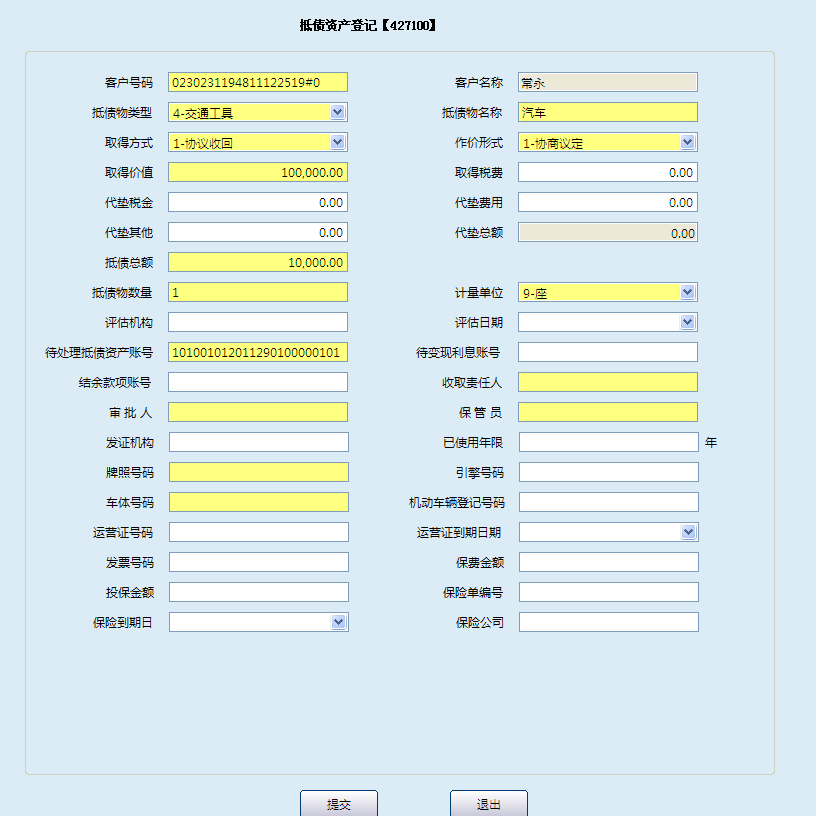 抵债资产登记【427100】
客户号码 0230231194811122519#0 客户名称 常永
抵债物类型 4-交通工具 抵债物名称 汽车
取得方式 1-协议收回 作价形式 1-协商议定
取得价值 100,000.00 取得税费 0.00
代垫税金 0.00 代垫费用 0.00
代垫其他 0.00 代垫总额 0.00
抵债总额 10,000.00
抵债物数量 1 计量单位 9-座
评估机构 评估日期
待处理抵债资产账号 101001012011290100000101 待变现利息账号
结余款项账号 收取责任人
审 批 人 保 管 员
发证机构 已使用年限 年
牌照号码 引擎号码
车体号码 机动车辆登记号码
运营证号码 运营证到期日期
发票号码 保费金额
投保金额 保险单编号
保险到期日 保险公司
提交 退出